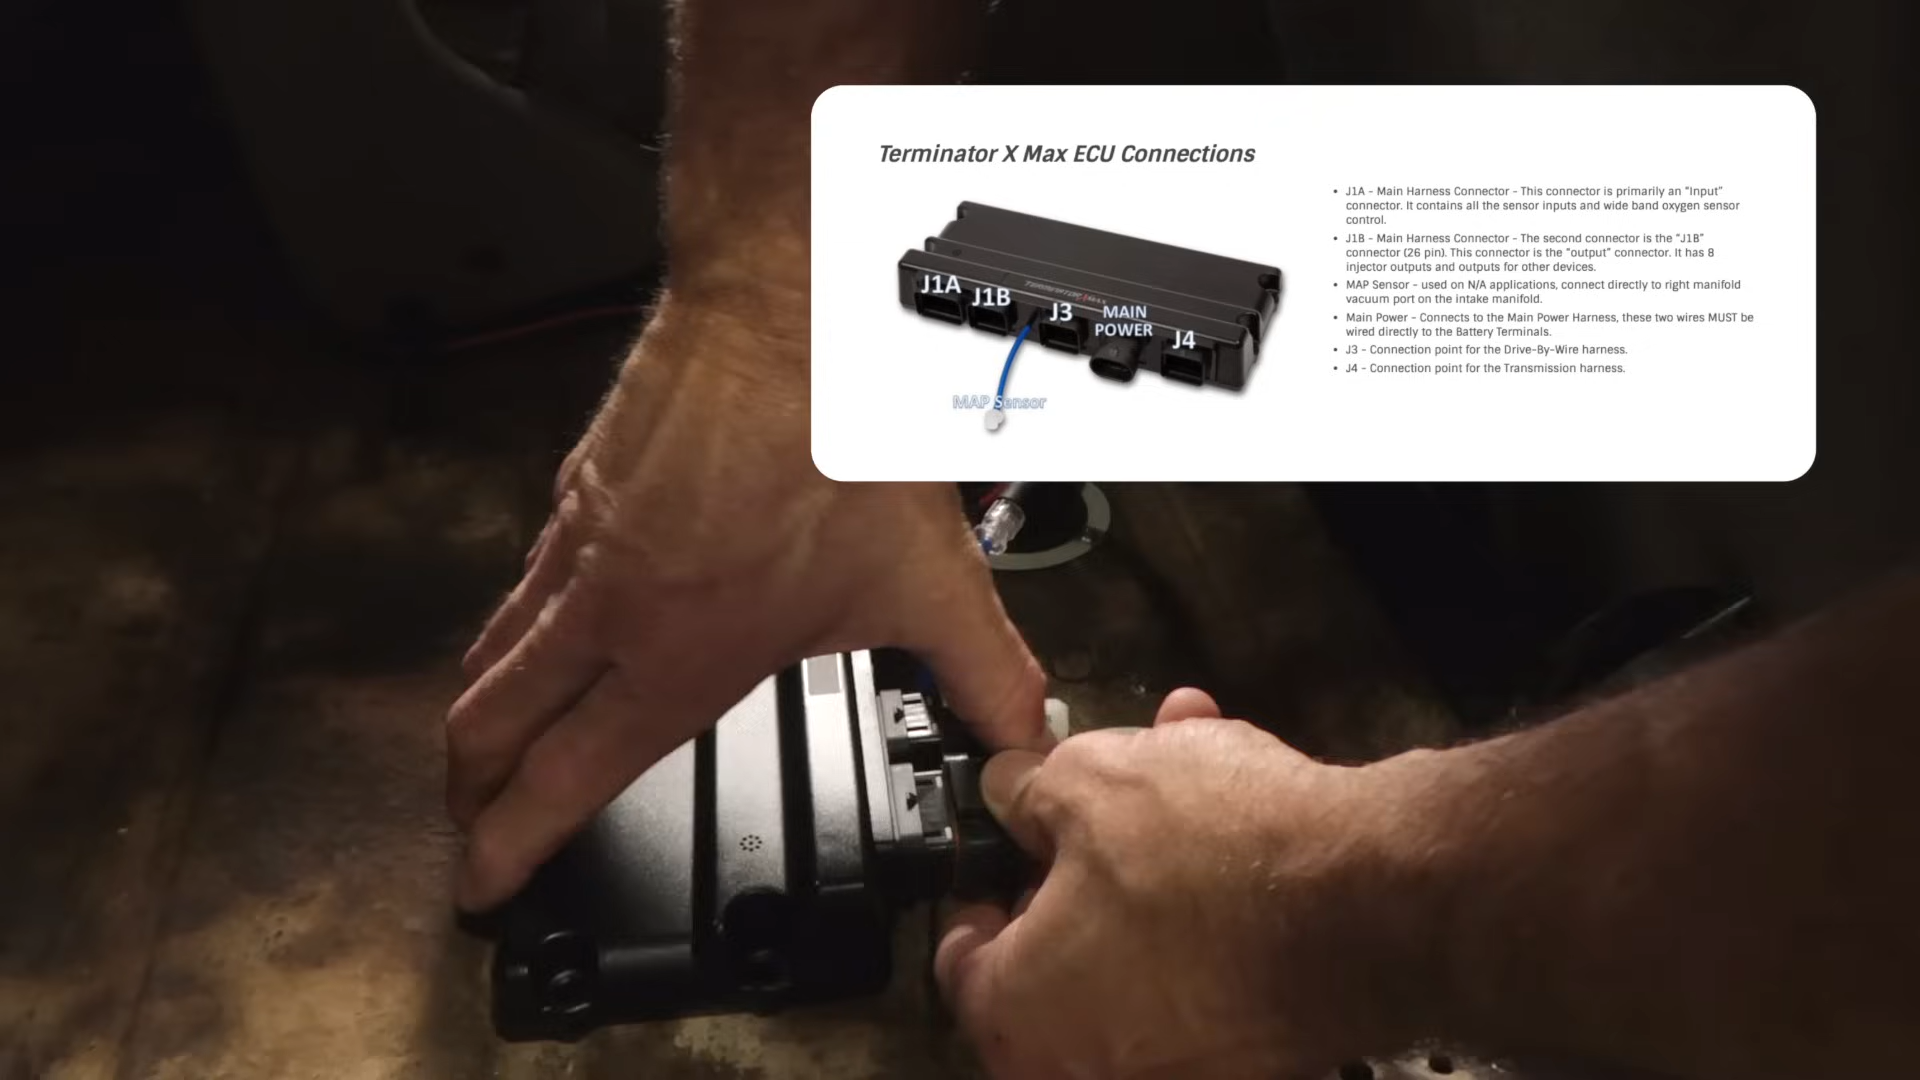 Terminator X Max ECU Connections
J1A
J1B
J3
MAIN
POWER
J4
MAP Sensor
• J1A - Main Harness Connector - This connector is primarily an "Input"
connector. It contains all the sensor inputs and wide band oxygen sensor
control.
• J1B - Main Harness Connector - The second connector is the "J1B"
connector (26 pin). This connector is the "output" connector. It has 8
injector outputs and outputs for other devices.
• MAP Sensor - used on N/A applications, connect directly to right manifold
vacuum port on the intake manifold.
• Main Power - Connects to the Main Power Harness, these two wires MUST be
wired directly to the Battery Terminals.
• J3 - Connection point for the Drive-By-Wire harness.
• J4 - Connection point for the Transmission harness.